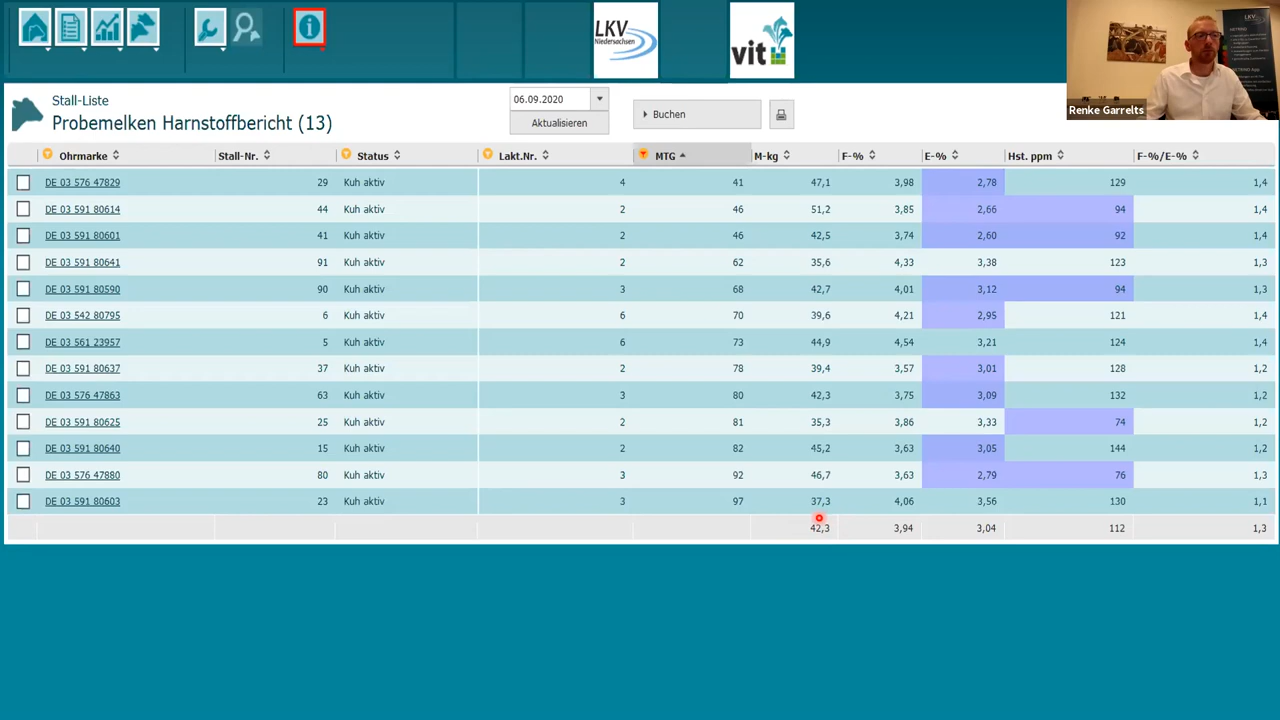 LKV
Niedersachsen
vit
LKV
Renke Garrelts
Stall-Liste
Probemelken Harnstoffbericht (13)
06.09.2020
Aktualisieren
Buchen
Ohrmarke Stall-Nr. Status Lakt.Nr. MTG M-kg F-% E-% Hst. ppm F-%/E-%
DE 03 576 47829 29 Kuh aktiv 4 41 47,1 3,98 2,78 129 1,4
DE 03 591 80614 44 Kuh aktiv 2 46 51,2 3,85 2,66 94 1,4
DE 03 591 80601 41 Kuh aktiv 2 46 42,5 3,74 2,60 92 1,4
DE 03 591 80641 91 Kuh aktiv 2 62 35,6 4,33 3,38 123 1,3
DE 03 591 80590 90 Kuh aktiv 3 68 42,7 4,01 3,12 94 1,3
DE 03 542 80795 6 Kuh aktiv 6 70 39,6 4,21 2,95 121 1,4
DE 03 561 23957 5 Kuh aktiv 6 73 44,9 4,54 3,21 124 1,4
DE 03 591 80637 37 Kuh aktiv 2 78 39,4 3,57 3,01 128 1,2
DE 03 576 47863 63 Kuh aktiv 3 80 42,3 3,75 3,09 132 1,2
DE 03 591 80625 25 Kuh aktiv 2 81 35,3 3,86 3,33 74 1,2
DE 03 591 80640 15 Kuh aktiv 2 82 45,2 3,63 3,05 144 1,2
DE 03 576 47880 80 Kuh aktiv 3 92 46,7 3,63 2,79 76 1,3
DE 03 591 80603 23 Kuh aktiv 3 97 37,3 4,06 3,56 130 1,1
42,3 3,94 3,04 112 1,3